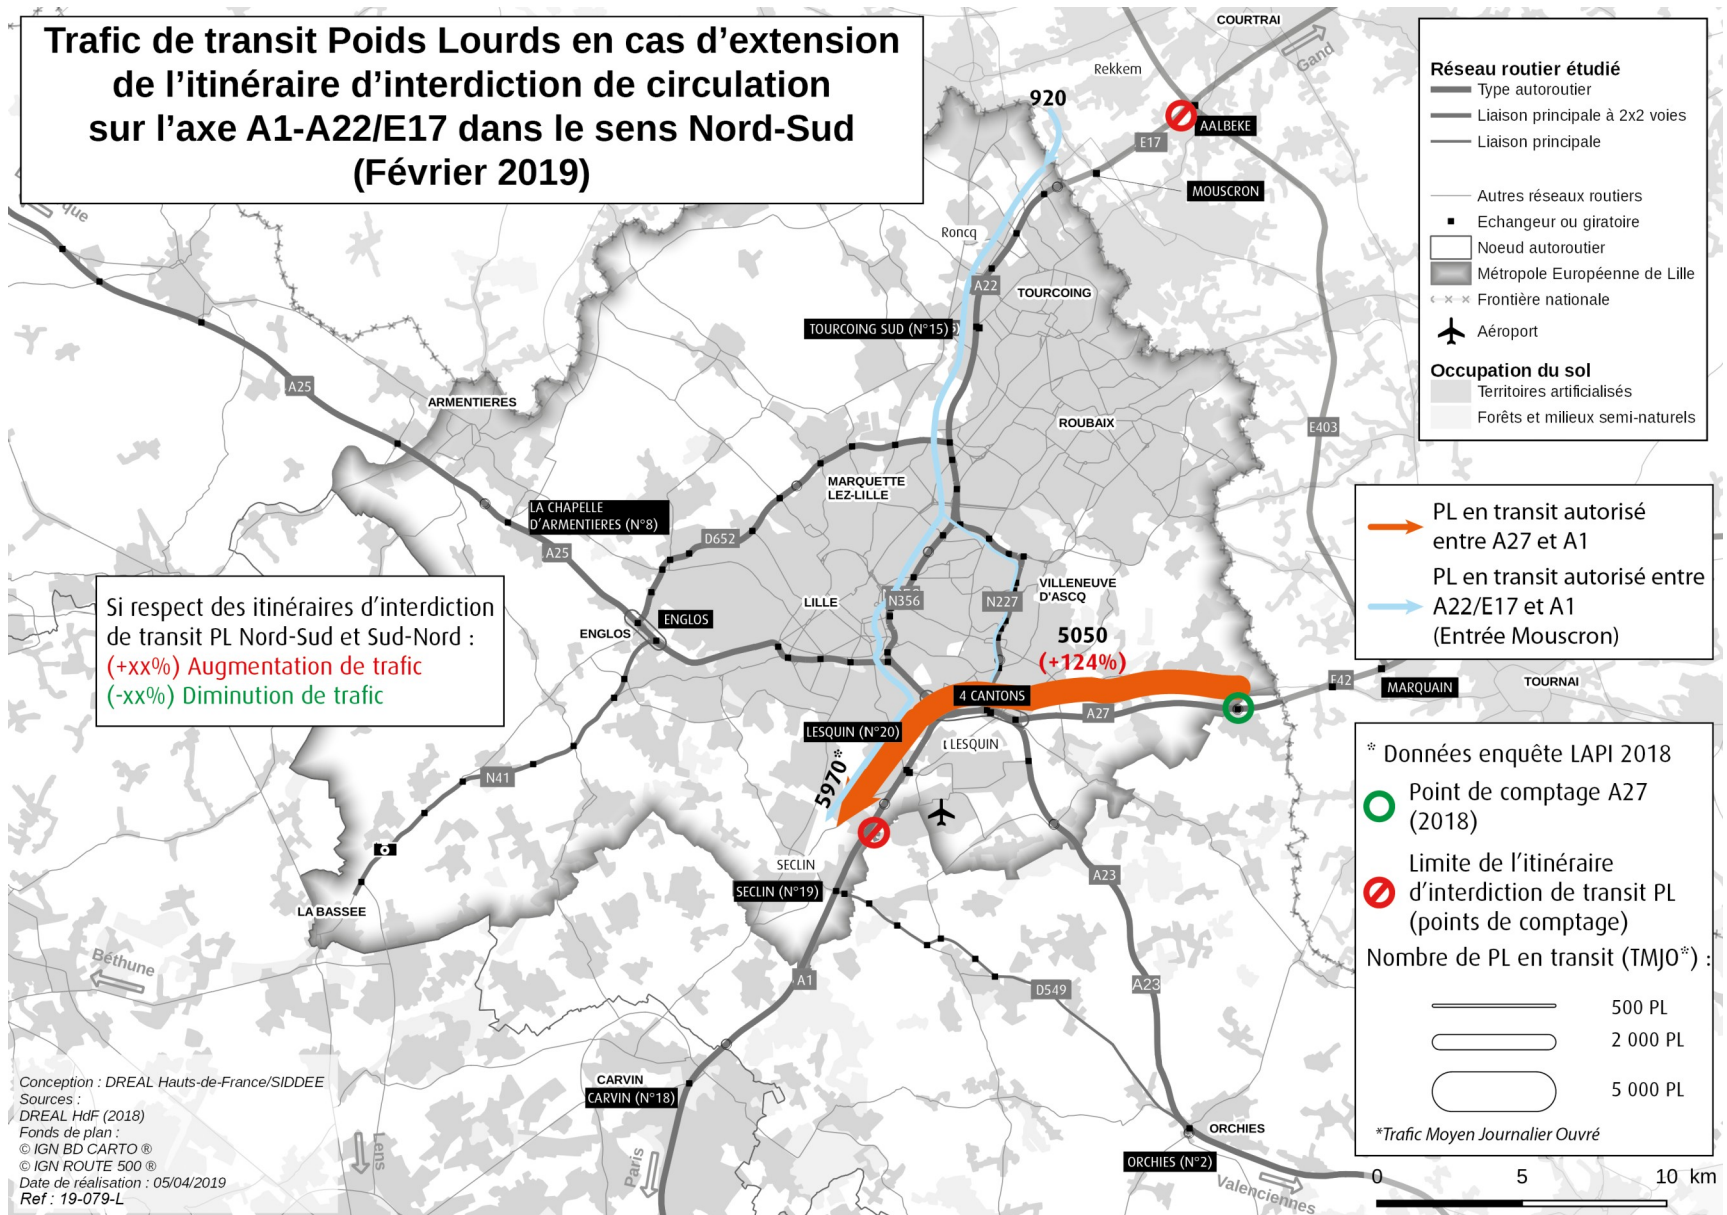 Trafic de transit Poids Lourds en cas d’extension
de l’itinéraire d’interdiction de circulation
sur l’axe A1-A22/E17 dans le sens Nord-Sud
(Février 2019)
COURTRAI
Gand
Rekkem
920
AALBEKE
E17
MOUSCRON
Roncq
A22
TOURCOING
TOURCOING SUD (N°15)
A25
ARMENTIERES
ROUBAIX
E403
MARQUETTE
LEZ-LILLE
LA CHAPELLE
D’ARMENTIERES (N°8)
D652
A25
VILLENEUVE
D’ASCQ
LILLE
N356
N227
ENGLOS
ENGLOS
5050
(+124%)
4 CANTONS
A27
E42
MARQUAIN
TOURNAI
LESQUIN (N°20)
LESQUIN
5970*
N41
SECLIN
SECLIN (N°19)
A23
LA BASSEE
Béthune
A1
D549
A23
CARVIN
CARVIN (N°18)
ORCHIES
ORCHIES (N°2)
Lens
Paris
Valenciennes
Réseau routier étudié
Type autoroutier
Liaison principale à 2x2 voies
Liaison principale
Autres réseaux routiers
Echangeur ou giratoire
Noeud autoroutier
Métropole Européenne de Lille
Frontière nationale
Aéroport
Occupation du sol
Territoires artificialisés
Forêts et milieux semi-naturels
PL en transit autorisé
entre A27 et A1
PL en transit autorisé entre
A22/E17 et A1
(Entrée Mouscron)
Si respect des itinéraires d’interdiction
de transit PL Nord-Sud et Sud-Nord :
(+xx%) Augmentation de trafic
(-xx%) Diminution de trafic
* Données enquête LAPI 2018
Point de comptage A27
(2018)
Limite de l’itinéraire
d’interdiction de transit PL
(points de comptage)
Nombre de PL en transit (TMJO*) :
500 PL
2 000 PL
5 000 PL
*Trafic Moyen Journalier Ouvré
0 5 10 km
Conception : DREAL Hauts-de-France/SIDDEE
Sources :
DREAL HdF (2018)
Fonds de plan :
© IGN BD CARTO ®
© IGN ROUTE 500 ®
Date de réalisation : 05/04/2019
Ref : 19-079-L